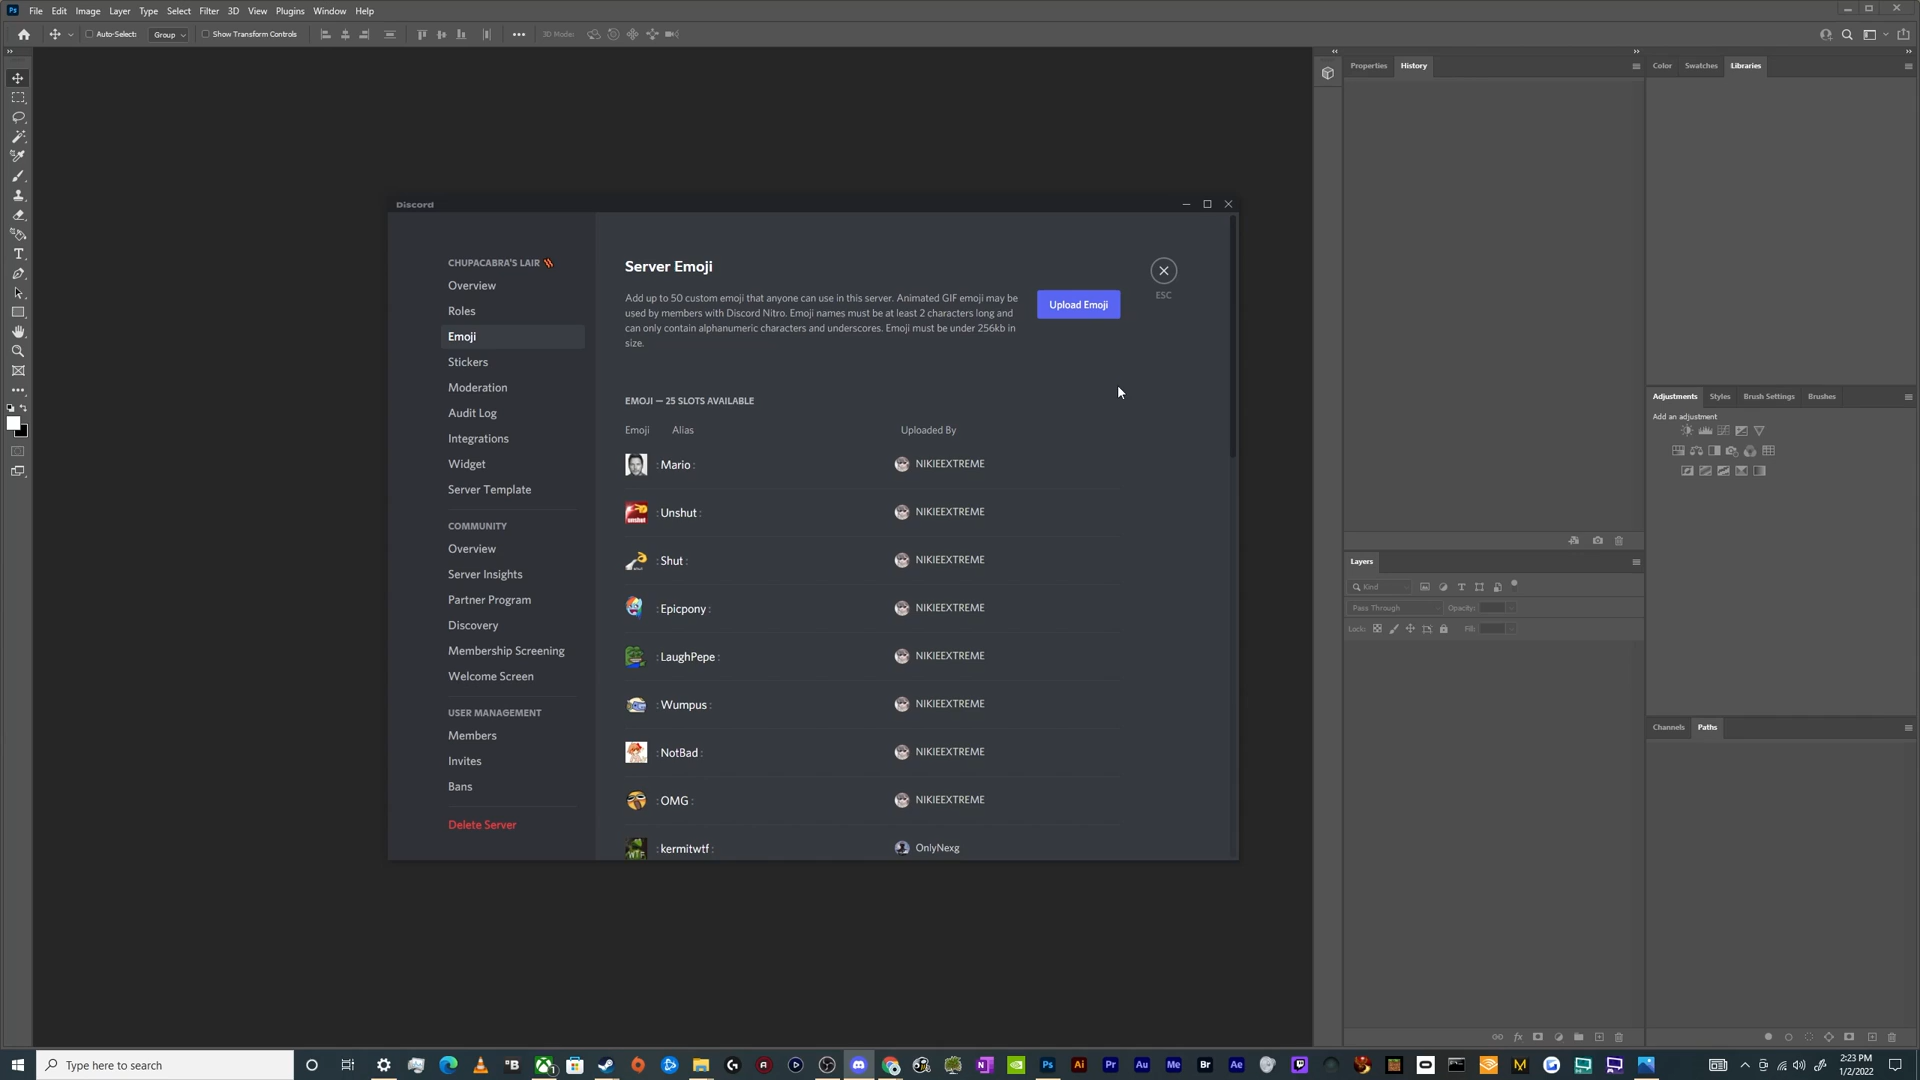 File Edit Image Layer Type Select Filter 3D View Plugins Window Help
Auto-Select: Group Show Transform Controls 3D Mode:
Properties History
Color Swatches Libraries
Discord
CHUPACABRA'S LAIR
Overview
Roles
Emoji
Stickers
Moderation
Audit Log
Integrations
Widget
Server Template
COMMUNITY
Overview
Server Insights
Partner Program
Discovery
Membership Screening
Welcome Screen
USER MANAGEMENT
Members
Invites
Bans
Delete Server
Server Emoji
Add up to 50 custom emoji that anyone can use in this server. Animated GIF emoji may be
used by members with Discord Nitro. Emoji names must be at least 2 characters long and
can only contain alphanumeric characters and underscores. Emoji must be under 256kb in
size.
Upload Emoji
ESC
EMOJI — 25 SLOTS AVAILABLE
Emoji Alias Uploaded By
:Mario: NIKIEEXTREME
:Unshut: NIKIEEXTREME
:Shut: NIKIEEXTREME
:Epicpony: NIKIEEXTREME
:LaughPepe: NIKIEEXTREME
:Wumpus: NIKIEEXTREME
:NotBad: NIKIEEXTREME
:OMG: NIKIEEXTREME
:kermitwtf: OnlyNexg
Adjustments Styles Brush Settings Brushes
Add an adjustment
Layers
Kind
Pass Through Opacity:
Lock: Fill:
Channels Paths
Type here to search
2:23 PM
1/2/2022